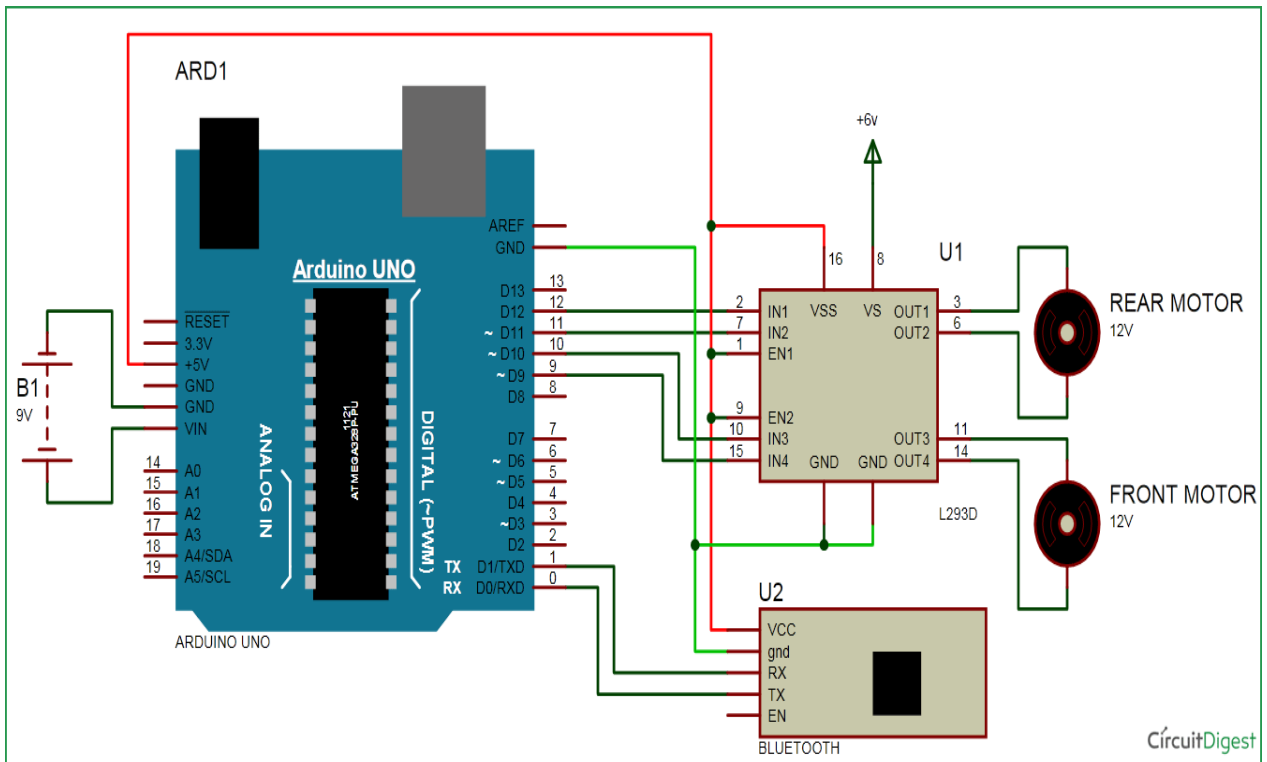 ARD1
Arduino UNO
RESET
3.3V
+5V
GND
GND
VIN
14 A0
15 A1
16 A2
17 A3
18 A4/SDA
19 A5/SCL
ANALOG IN
1121
ATMEGA328P-PU
DIGITAL (~PWM)
AREF
GND
D13 13
D12 12
~ D11 11
~ D10 10
~ D9 9
D8 8
D7 7
~ D6 6
~ D5 5
D4 4
~D3 3
D2 2
TX D1/TXD 1
RX D0/RXD 0
ARDUINO UNO
B1
9V
+6v
16
8
U1
2 IN1
7 IN2
1 EN1
9 EN2
10 IN3
15 IN4
VSS
VS
OUT1 3
OUT2 6
OUT3 11
OUT4 14
GND
GND
L293D
REAR MOTOR
12V
FRONT MOTOR
12V
U2
VCC
gnd
RX
TX
EN
BLUETOOTH
CircuitDigest